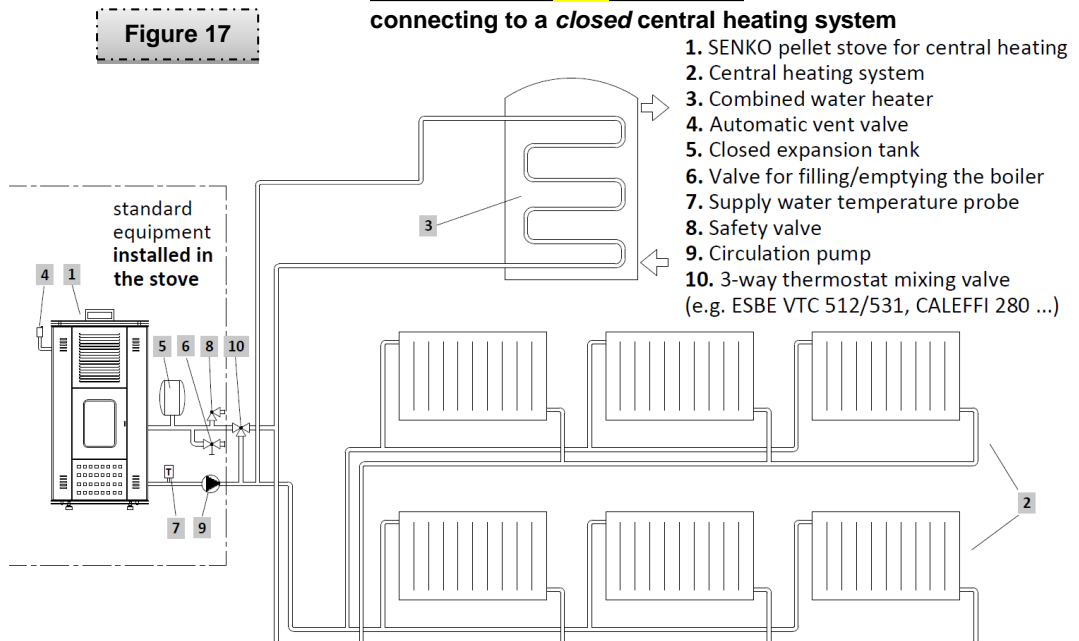 Figure 17
connecting to a closed central heating system
1. SENKO pellet stove for central heating
2. Central heating system
3. Combined water heater
4. Automatic vent valve
5. Closed expansion tank
6. Valve for filling/emptying the boiler
7. Supply water temperature probe
8. Safety valve
9. Circulation pump
10. 3-way thermostat mixing valve
(e.g. ESBE VTC 512/531, CALEFFI 280 ...)
standard
equipment
installed in
the stove
3
4 1
5 6 8 10
T
7 9
2